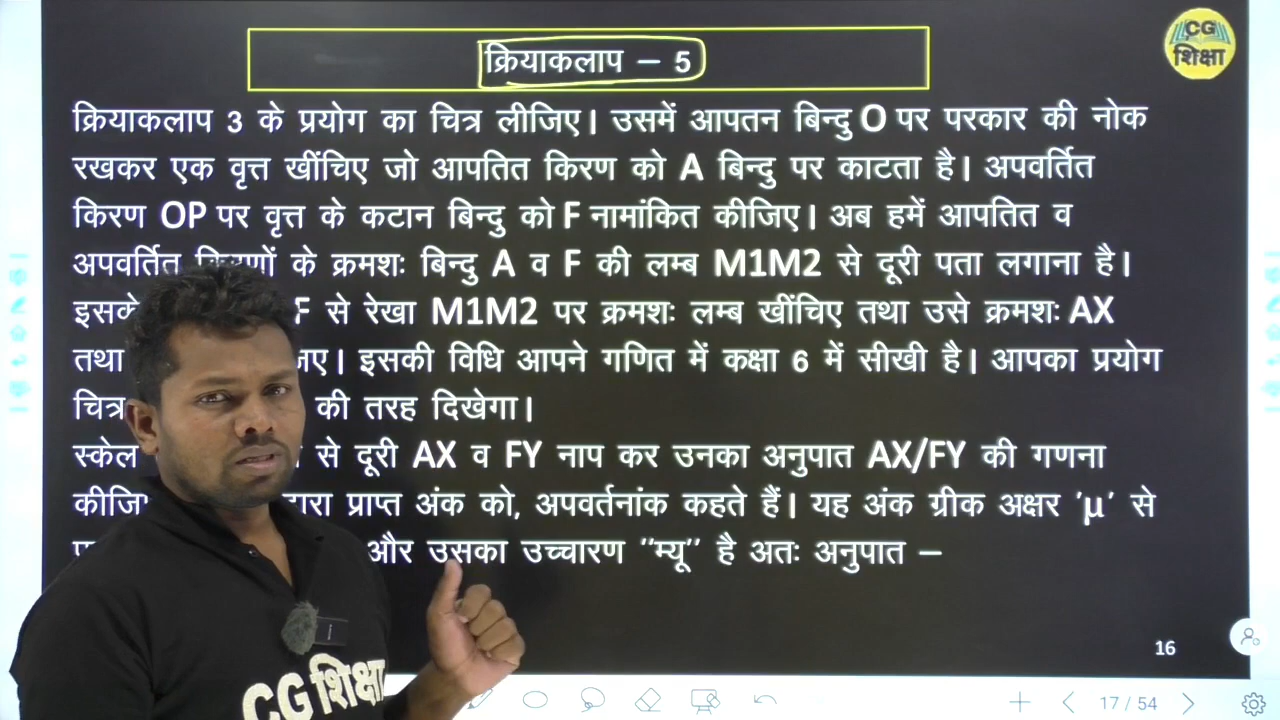 CG
शिक्षा
क्रियाकलाप – 5
क्रियाकलाप 3 के प्रयोग का चित्र लीजिए। उसमें आपतन बिन्दु O पर परकार की नोक
रखकर एक वृत्त खींचिए जो आपतित किरण को A बिन्दु पर काटता है। अपवर्तित
किरण OP पर वृत्त के कटान बिन्दु को F नामांकित कीजिए। अब हमें आपतित व
अपवर्तित किरणों के क्रमशः बिन्दु A व F की लम्ब M1M2 से दूरी पता लगाना है।
F से रेखा M1M2 पर क्रमशः लम्ब खींचिए तथा उसे क्रमशः AX
तथा इसकी विधि आपने गणित में कक्षा 6 में सीखी है। आपका प्रयोग
चित्र की तरह दिखेगा।
स्केल से दूरी AX व FY नाप कर उनका अनुपात AX/FY की गणना
प्राप्त अंक को, अपवर्तनांक कहते हैं। यह अंक ग्रीक अक्षर 'μ' से
और उसका उच्चारण "म्यू" है अतः अनुपात –
16
CG शिक्षा
17 / 54